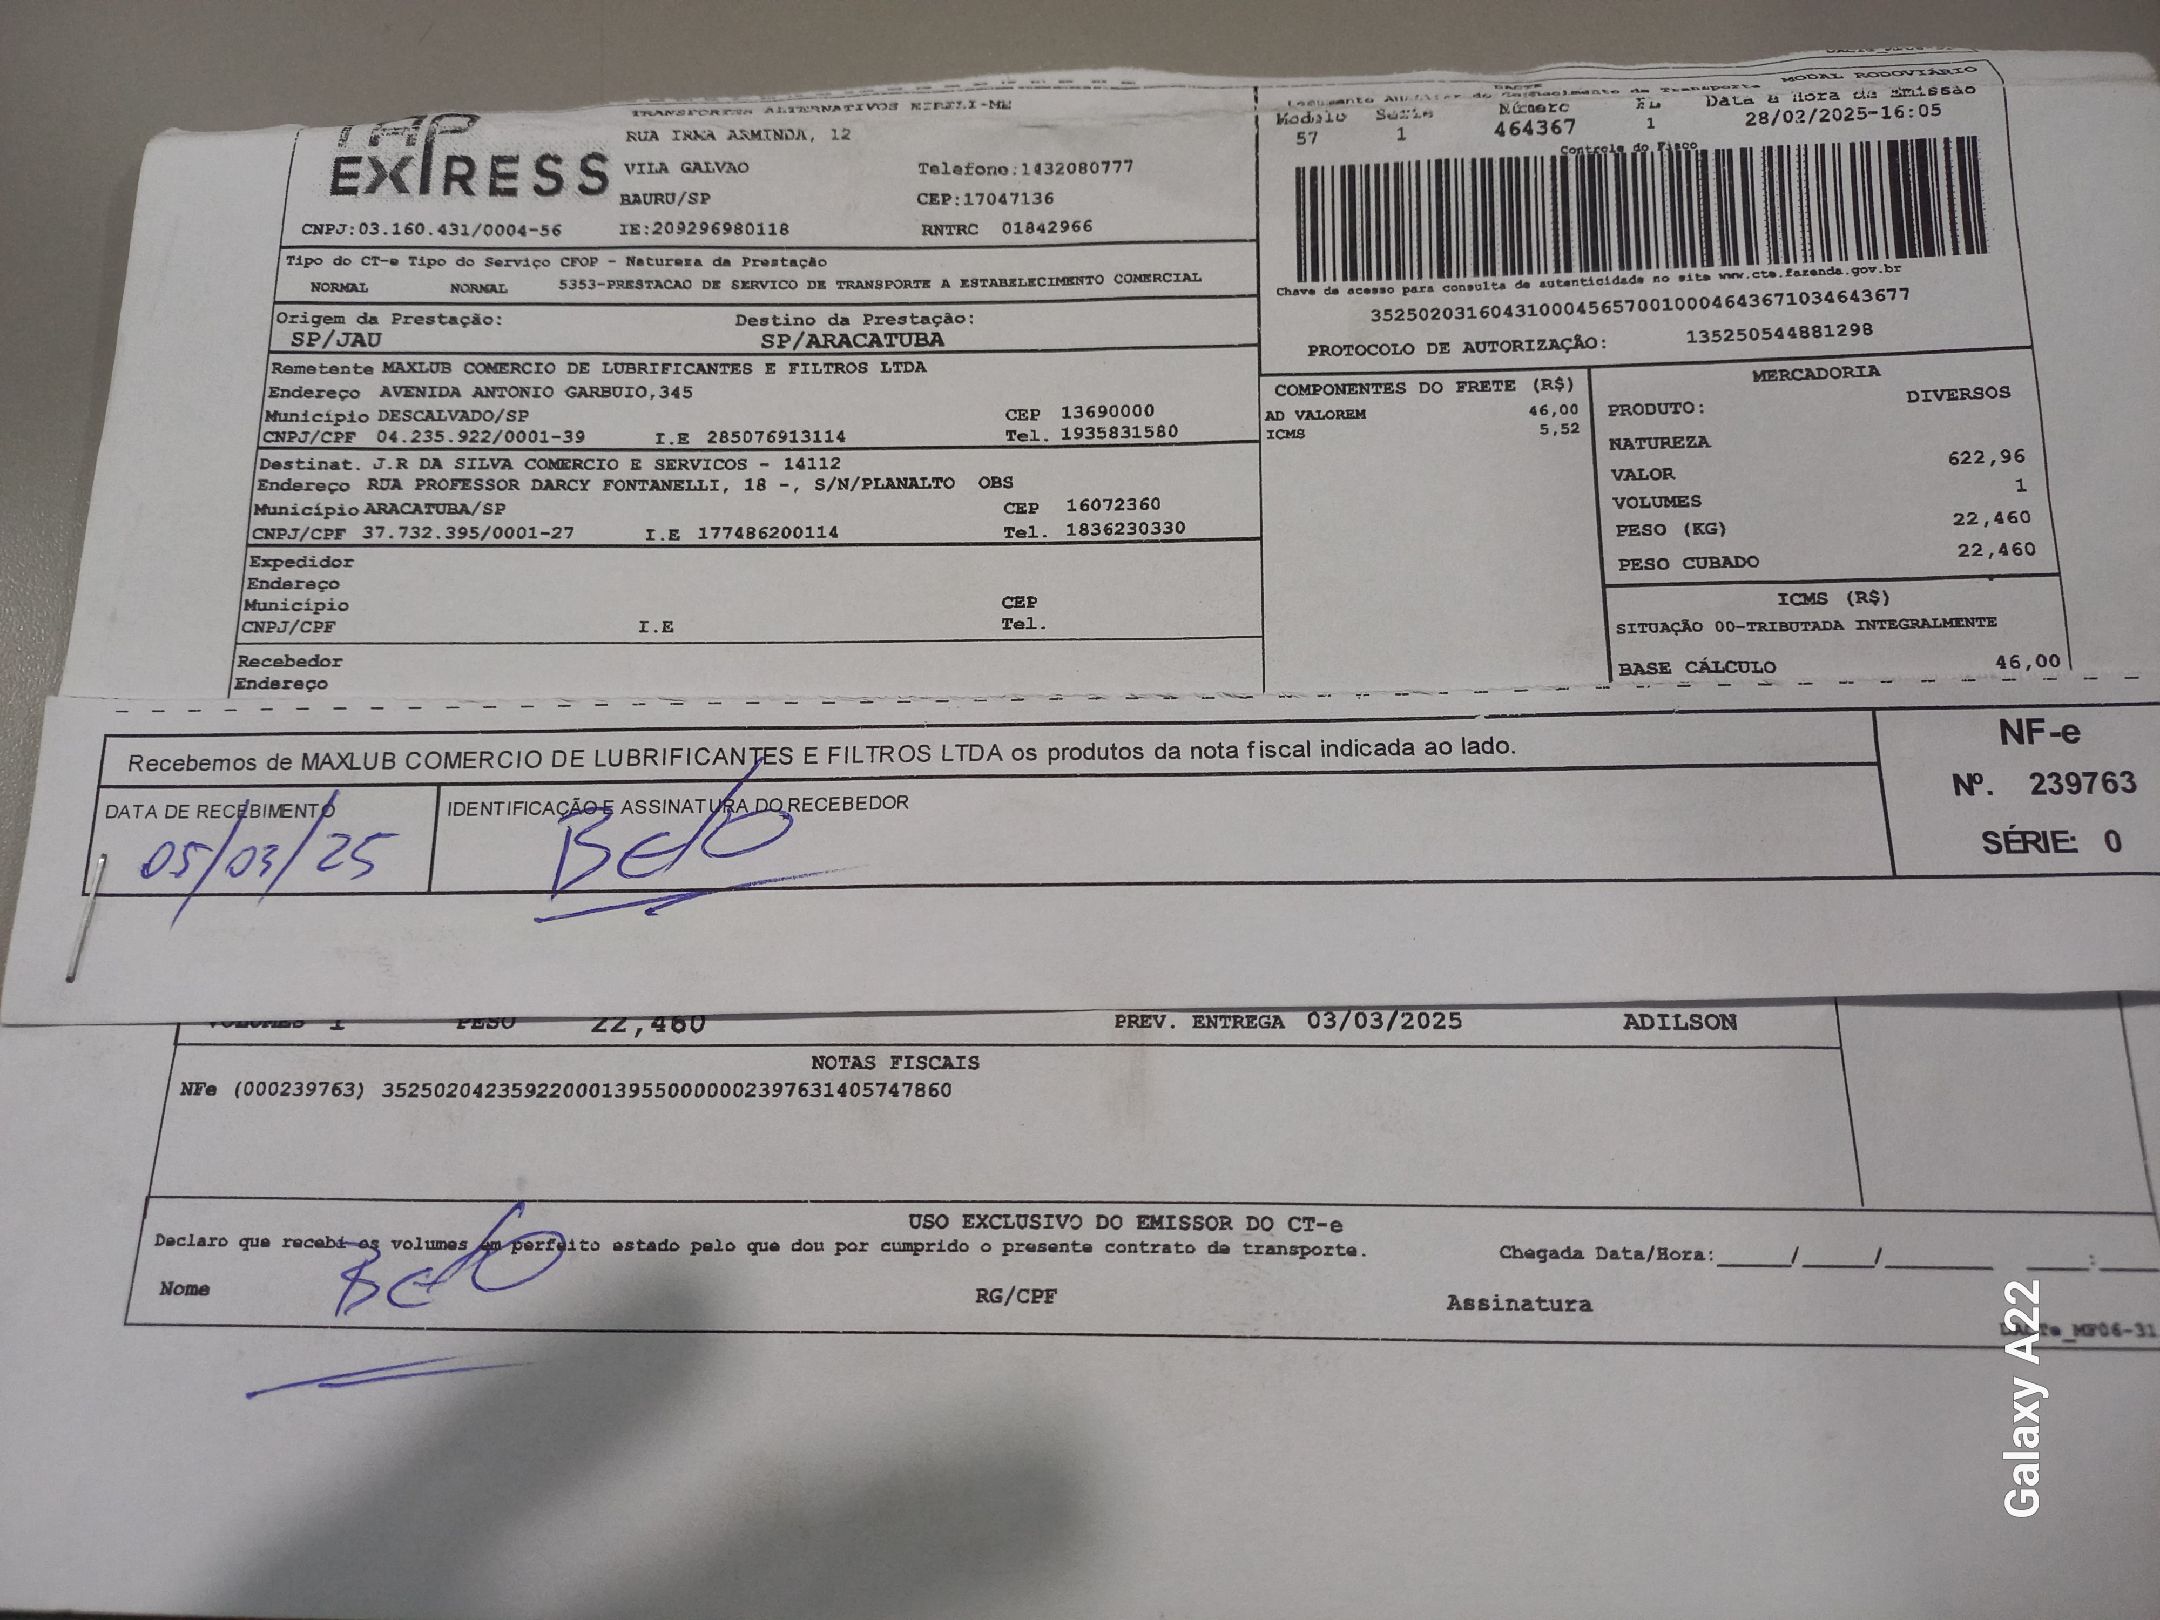 TRANSPORTES ALTERNATIVOS EIRELI-ME
EXPRESS
RUA IRMA ARMINDA, 12
VILA GALVAO Telefone:1432080777
BAURU/SP CEP:17047136
CNPJ:03.160.431/0004-56 IE:209296980118 RNTRC 01842966
MODAL RODOVIÁRIO
Modelo Série Número FL Data e Hora da Emissão
57 1 464367 1 28/02/2025-16:05
Controle do Fisco
Chave de acesso para consulta de autenticidade no site www.cte.fazenda.gov.br
35250203160431000456570010004643671034643677
PROTOCOLO DE AUTORIZAÇÃO: 135250544881298
Tipo do CT-e Tipo do Serviço CFOP - Natureza da Prestação
NORMAL NORMAL 5353-PRESTACAO DE SERVICO DE TRANSPORTE A ESTABELECIMENTO COMERCIAL
Origem da Prestação: Destino da Prestação:
SP/JAU SP/ARACATUBA
Remetente MAXLUB COMERCIO DE LUBRIFICANTES E FILTROS LTDA
Endereço AVENIDA ANTONIO GARBUIO,345
Município DESCALVADO/SP CEP 13690000
CNPJ/CPF 04.235.922/0001-39 I.E 285076913114 Tel. 1935831580
Destinat. J.R DA SILVA COMERCIO E SERVICOS - 14112
Endereço RUA PROFESSOR DARCY FONTANELLI, 18 -, S/N/PLANALTO OBS
Município ARACATUBA/SP CEP 16072360
CNPJ/CPF 37.732.395/0001-27 I.E 177486200114 Tel. 1836230330
Expedidor
Endereço
Município CEP
CNPJ/CPF I.E Tel.
Recebedor
Endereço
COMPONENTES DO FRETE (R$)
AD VALOREM 46,00
ICMS 5,52
MERCADORIA
PRODUTO: DIVERSOS
NATUREZA
VALOR 622,96
VOLUMES 1
PESO (KG) 22,460
PESO CUBADO 22,460
ICMS (R$)
SITUAÇÃO 00-TRIBUTADA INTEGRALMENTE
BASE CÁLCULO 46,00
Recebemos de MAXLUB COMERCIO DE LUBRIFICANTES E FILTROS LTDA os produtos da nota fiscal indicada ao lado.
DATA DE RECEBIMENTO IDENTIFICAÇÃO E ASSINATURA DO RECEBEDOR
05/03/25
NF-e
Nº. 239763
SÉRIE: 0
VOLUMES 1 PESO 22,460 PREV. ENTREGA 03/03/2025 ADILSON
NOTAS FISCAIS
NFe (000239763) 35250204235922000139550000002397631405747860
USO EXCLUSIVO DO EMISSOR DO CT-e
Declaro que recebi os volumes em perfeito estado pelo que dou por cumprido o presente contrato de transporte. Chegada Data/Hora:____/____/______ ____:____
Nome RG/CPF Assinatura
Galaxy A22